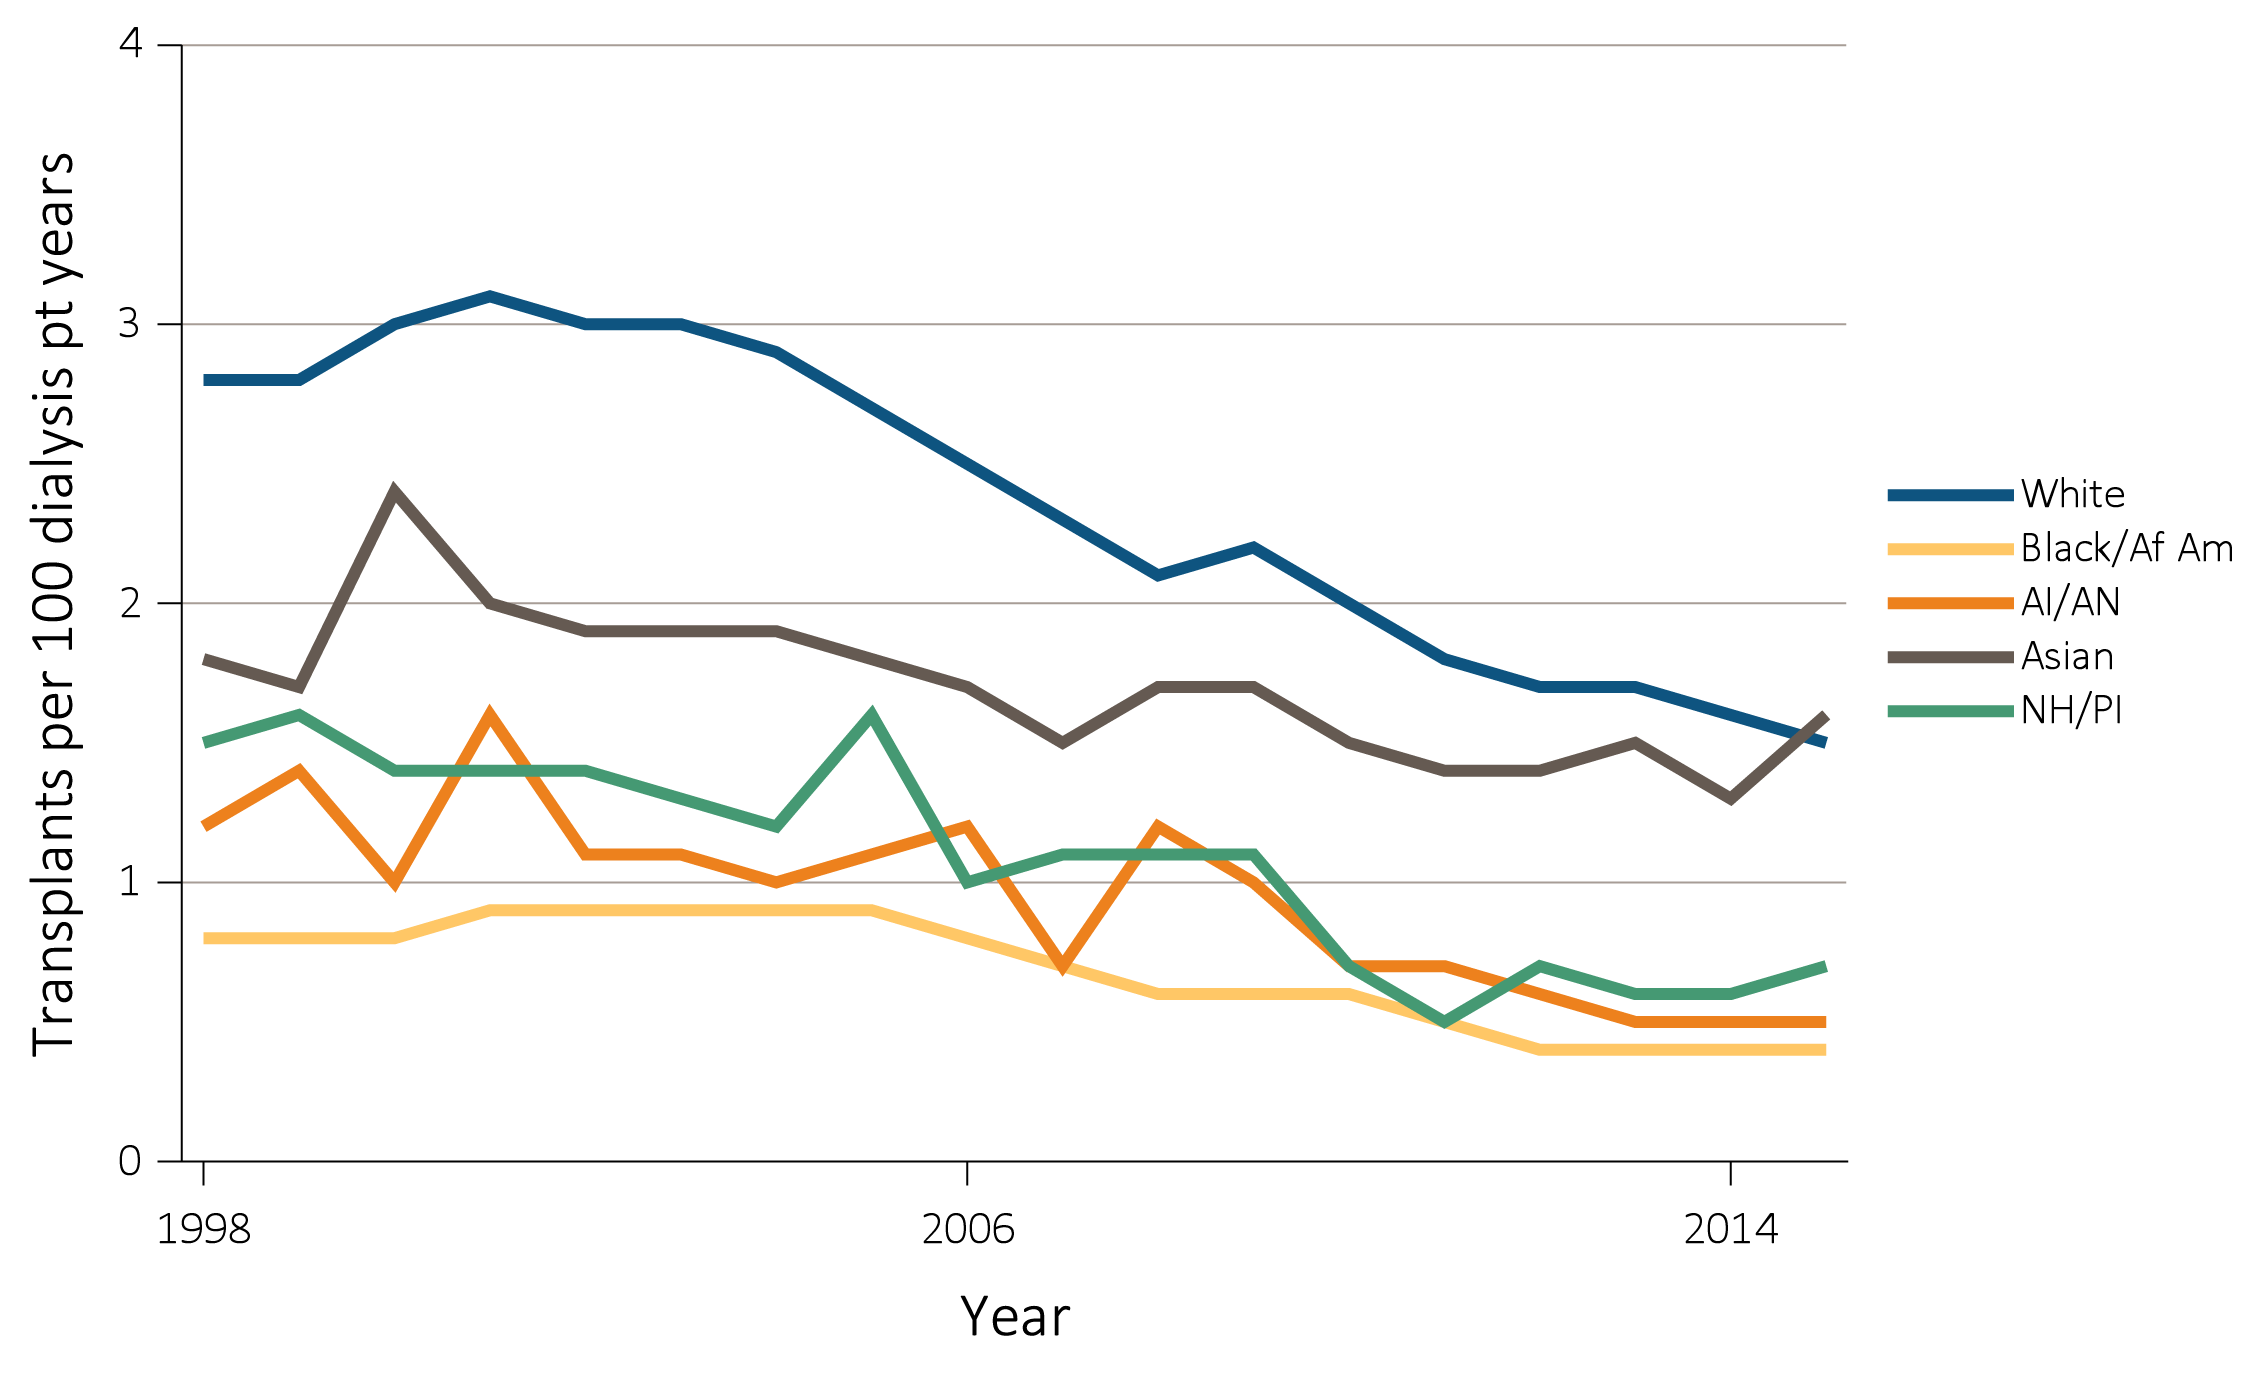 Transplants per 100 dialysis pt years
4
3
2
1
0
1998
2006
2014
Year
White
Black/Af Am
AI/AN
Asian
NH/PI